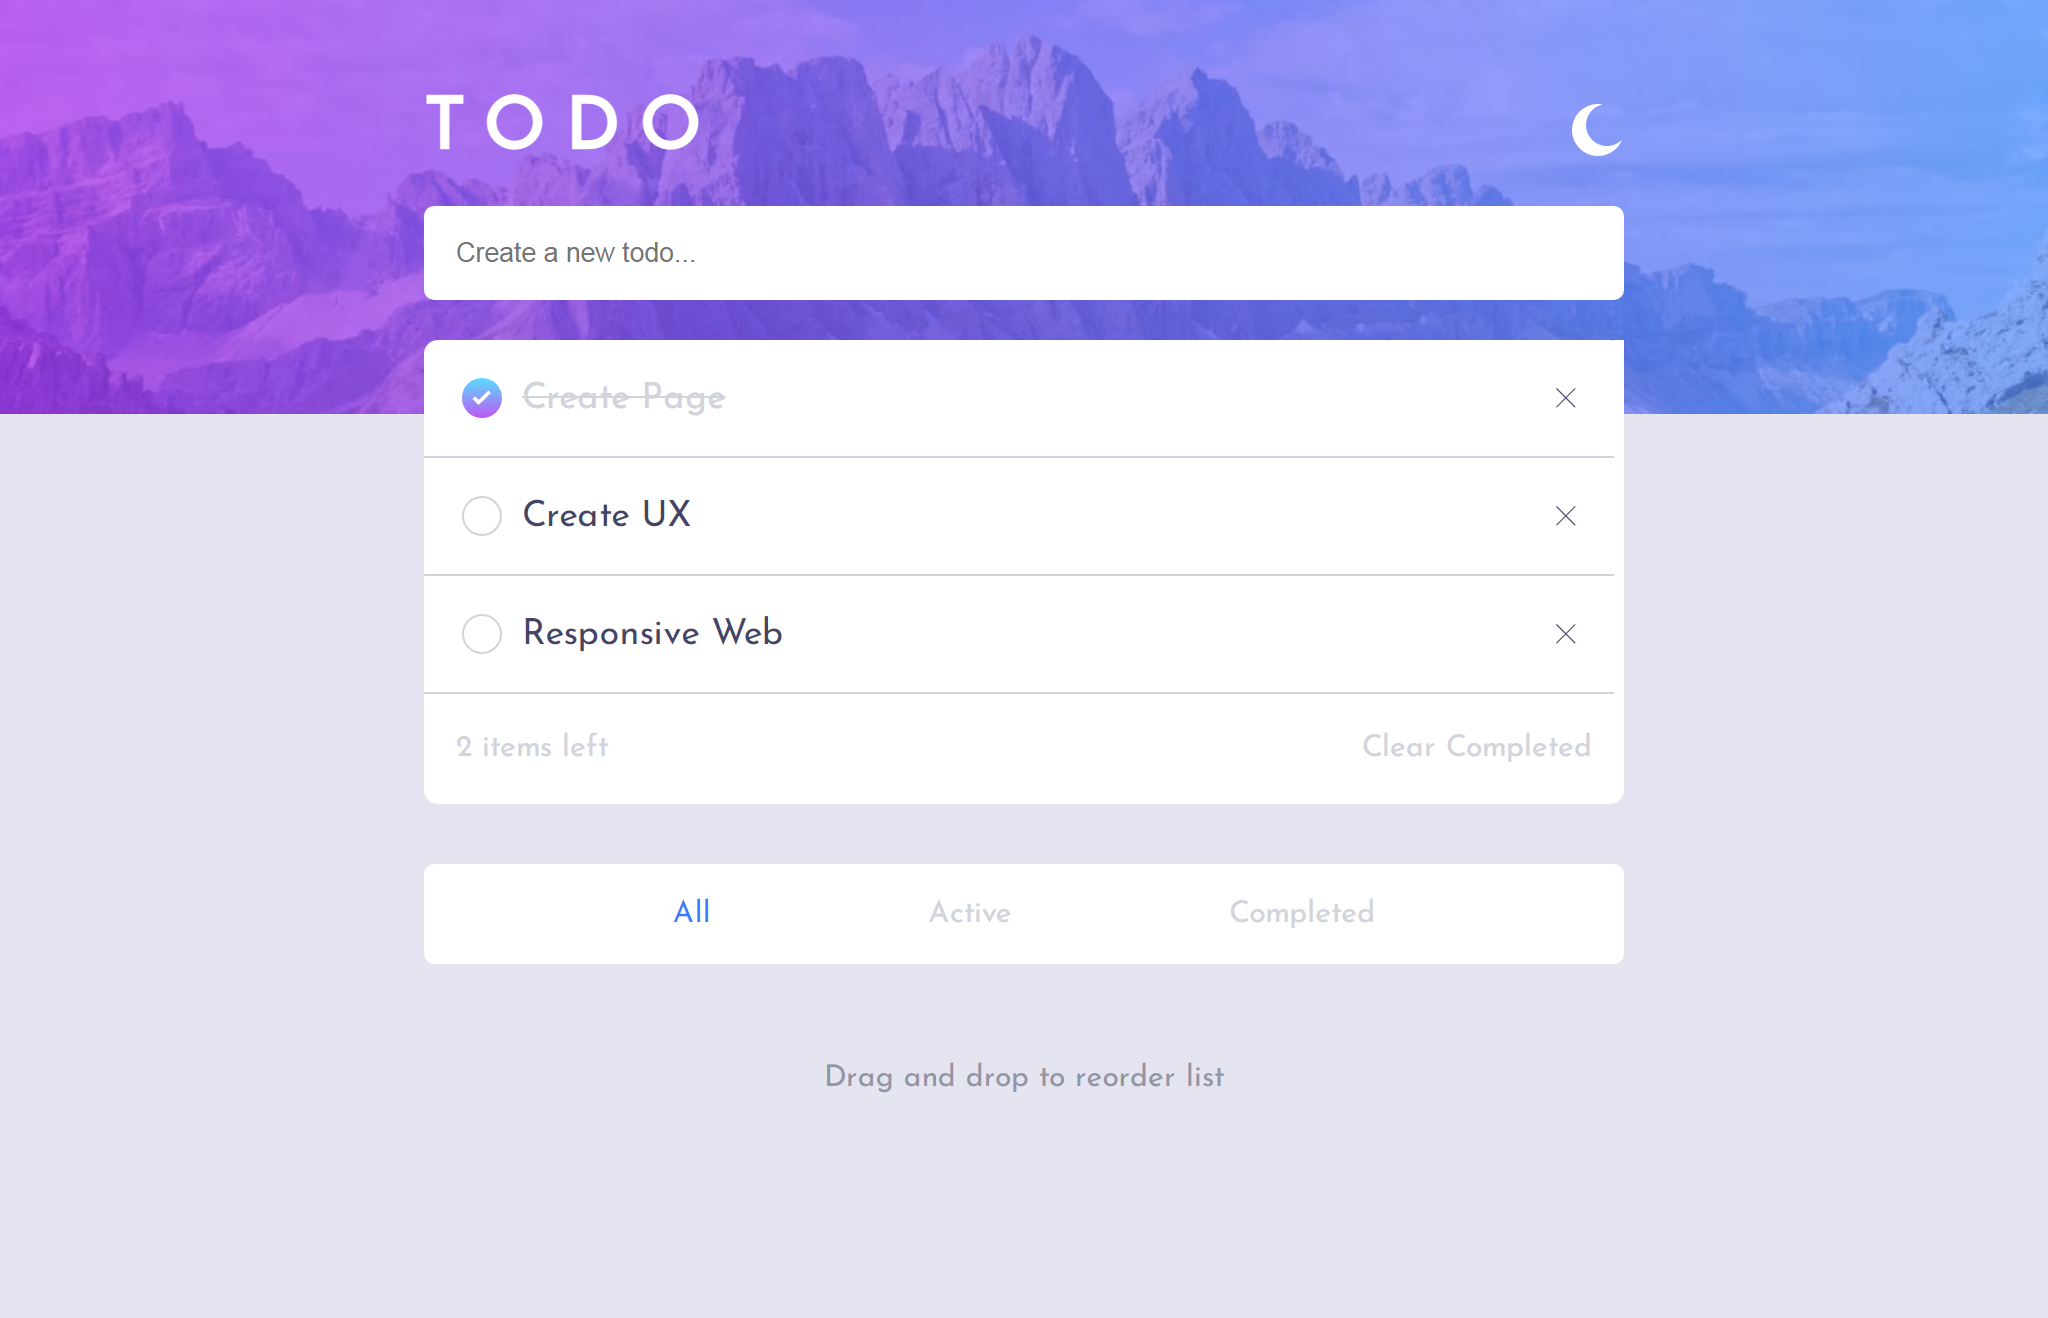 TODO
Create a new todo...
Create Page
Create UX
Responsive Web
2 items left Clear Completed
All Active Completed
Drag and drop to reorder list